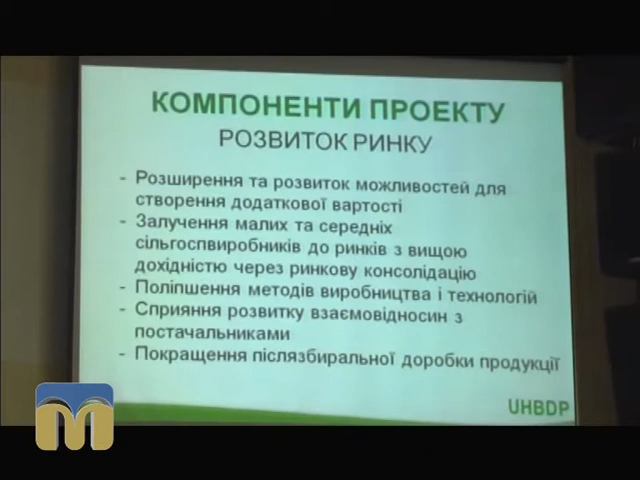 КОМПОНЕНТИ ПРОЕКТУ
РОЗВИТОК РИНКУ
- Розширення та розвиток можливостей для
створення додаткової вартості
- Залучення малих та середніх
сільгоспвиробників до ринків з вищою
дохідністю через ринкову консолідацію
- Поліпшення методів виробництва і технологій
- Сприяння розвитку взаємовідносин з
постачальниками
- Покращення післязбиральної доробки продукції
UHBDP